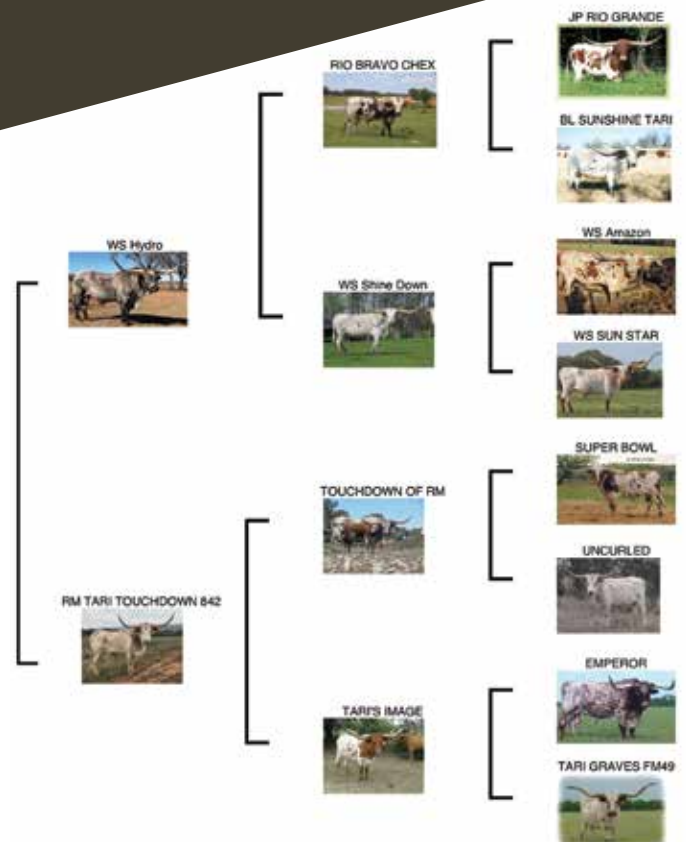 JP RIO GRANDE
RIO BRAVO CHEX
BL SUNSHINE TARI
WS Hydro
WS Amazon
WS Shine Down
WS SUN STAR
SUPER BOWL
TOUCHDOWN OF RM
UNCURLED
RM TARI TOUCHDOWN 842
EMPEROR
TARI'S IMAGE
TARI GRAVES FM49